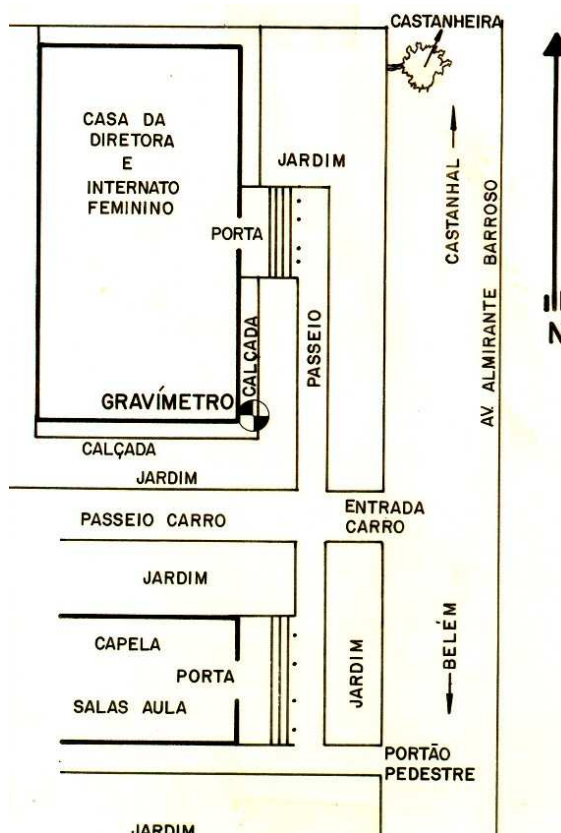 CASTANHEIRA
CASA DA
DIRETORA
E
INTERNATO
FEMININO
JARDIM
PORTA
CASTANHAL
AV. ALMIRANTE BARROSO
N
CALÇADA
PASSEIO
GRAVÍMETRO
CALÇADA
JARDIM
PASSEIO CARRO
ENTRADA
CARRO
JARDIM
CAPELA
PORTA
SALAS AULA
JARDIM
BELÉM
PORTÃO
PEDESTRE
JARDIM